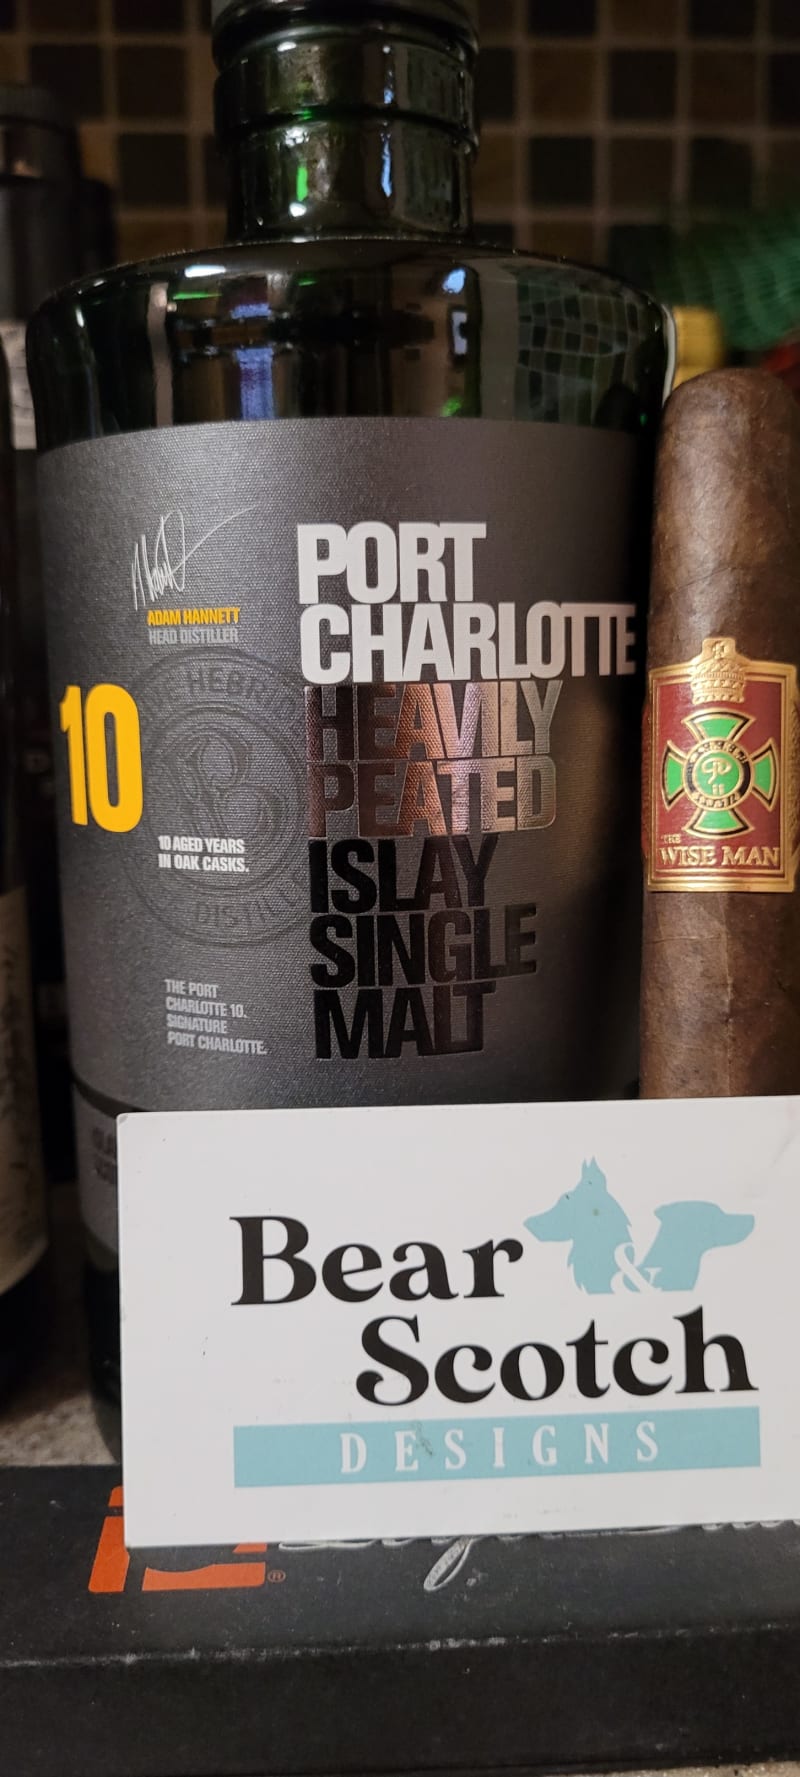 ADAM HANNETT
HEAD DISTILLER
10
10 AGED YEARS
IN OAK CASKS.
THE PORT
CHARLOTTE 10.
SIGNATURE
PORT CHARLOTTE.
PORT
CHARLOTTE
HEAVILY
PEATED
ISLAY
SINGLE
MALT
THE
WISE MAN
Bear &
Scotch
DESIGNS